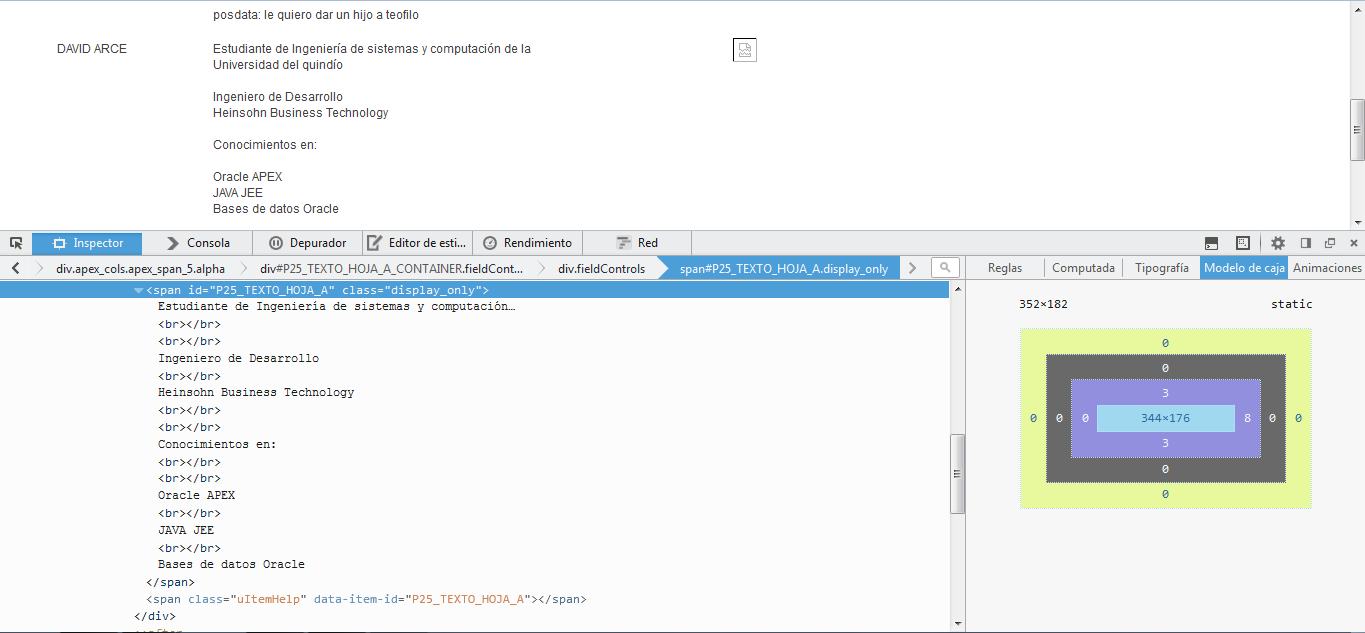 posdata: le quiero dar un hijo a teofilo
DAVID ARCE
Estudiante de Ingeniería de sistemas y computación de la
Universidad del quindío
Ingeniero de Desarrollo
Heinsohn Business Technology
Conocimientos en:
Oracle APEX
JAVA JEE
Bases de datos Oracle
Inspector Consola Depurador Editor de esti... Rendimiento Red
div.apex_cols.apex_span_5.alpha div#P25_TEXTO_HOJA_A_CONTAINER.fieldCont... div.fieldControls span#P25_TEXTO_HOJA_A.display_only
Reglas Computada Tipografía Modelo de caja Animaciones
<span id="P25_TEXTO_HOJA_A" class="display_only">
Estudiante de Ingeniería de sistemas y computación…
<br></br>
<br></br>
Ingeniero de Desarrollo
<br></br>
Heinsohn Business Technology
<br></br>
<br></br>
Conocimientos en:
<br></br>
<br></br>
Oracle APEX
<br></br>
JAVA JEE
<br></br>
Bases de datos Oracle
</span>
<span class="uItemHelp" data-item-id="P25_TEXTO_HOJA_A"></span>
</div>
352×182 static
0
0
3
0 0 0 344×176 8 0 0
3
0
0